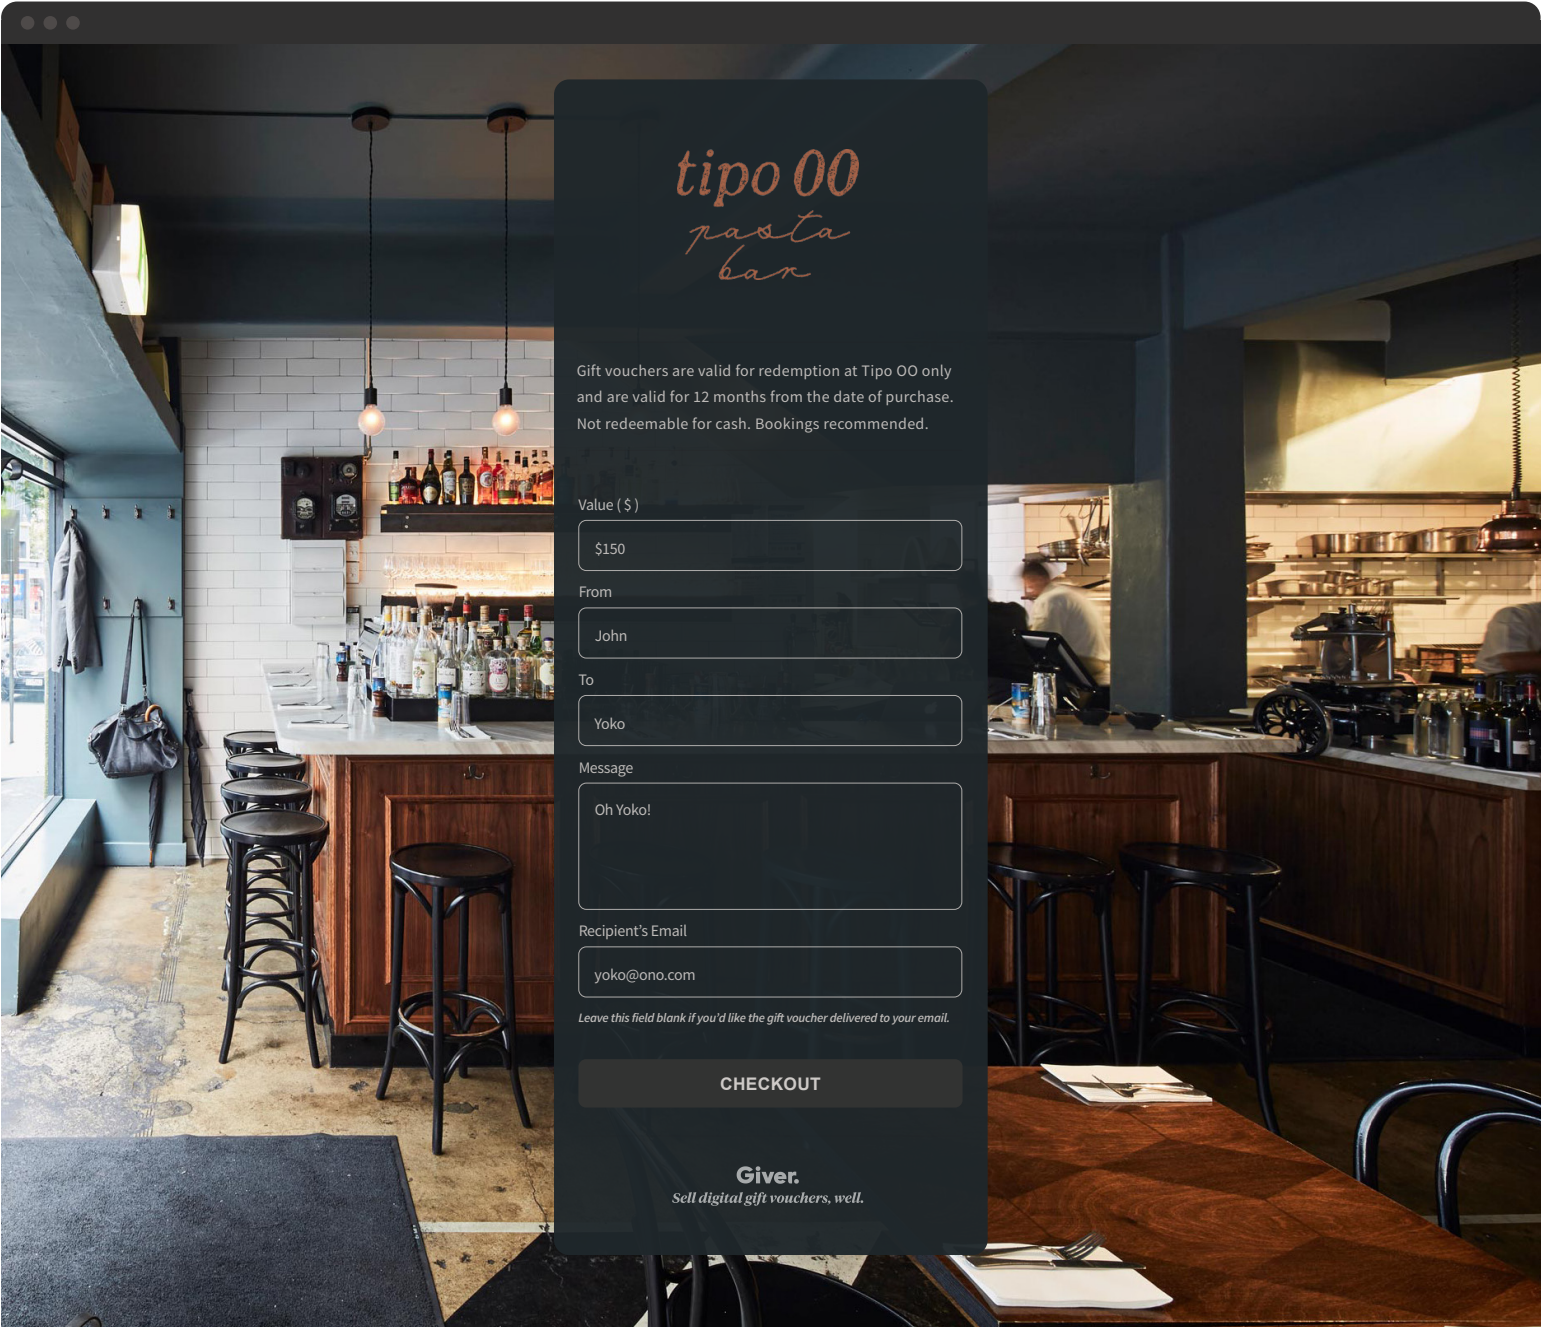 tipo 00
pasta
bar
Gift vouchers are valid for redemption at Tipo OO only
and are valid for 12 months from the date of purchase.
Not redeemable for cash. Bookings recommended.
Value ( $ )
$150
From
John
To
Yoko
Message
Oh Yoko!
Recipient's Email
yoko@ono.com
Leave this field blank if you'd like the gift voucher delivered to your email.
CHECKOUT
Giver.
Sell digital gift vouchers, well.